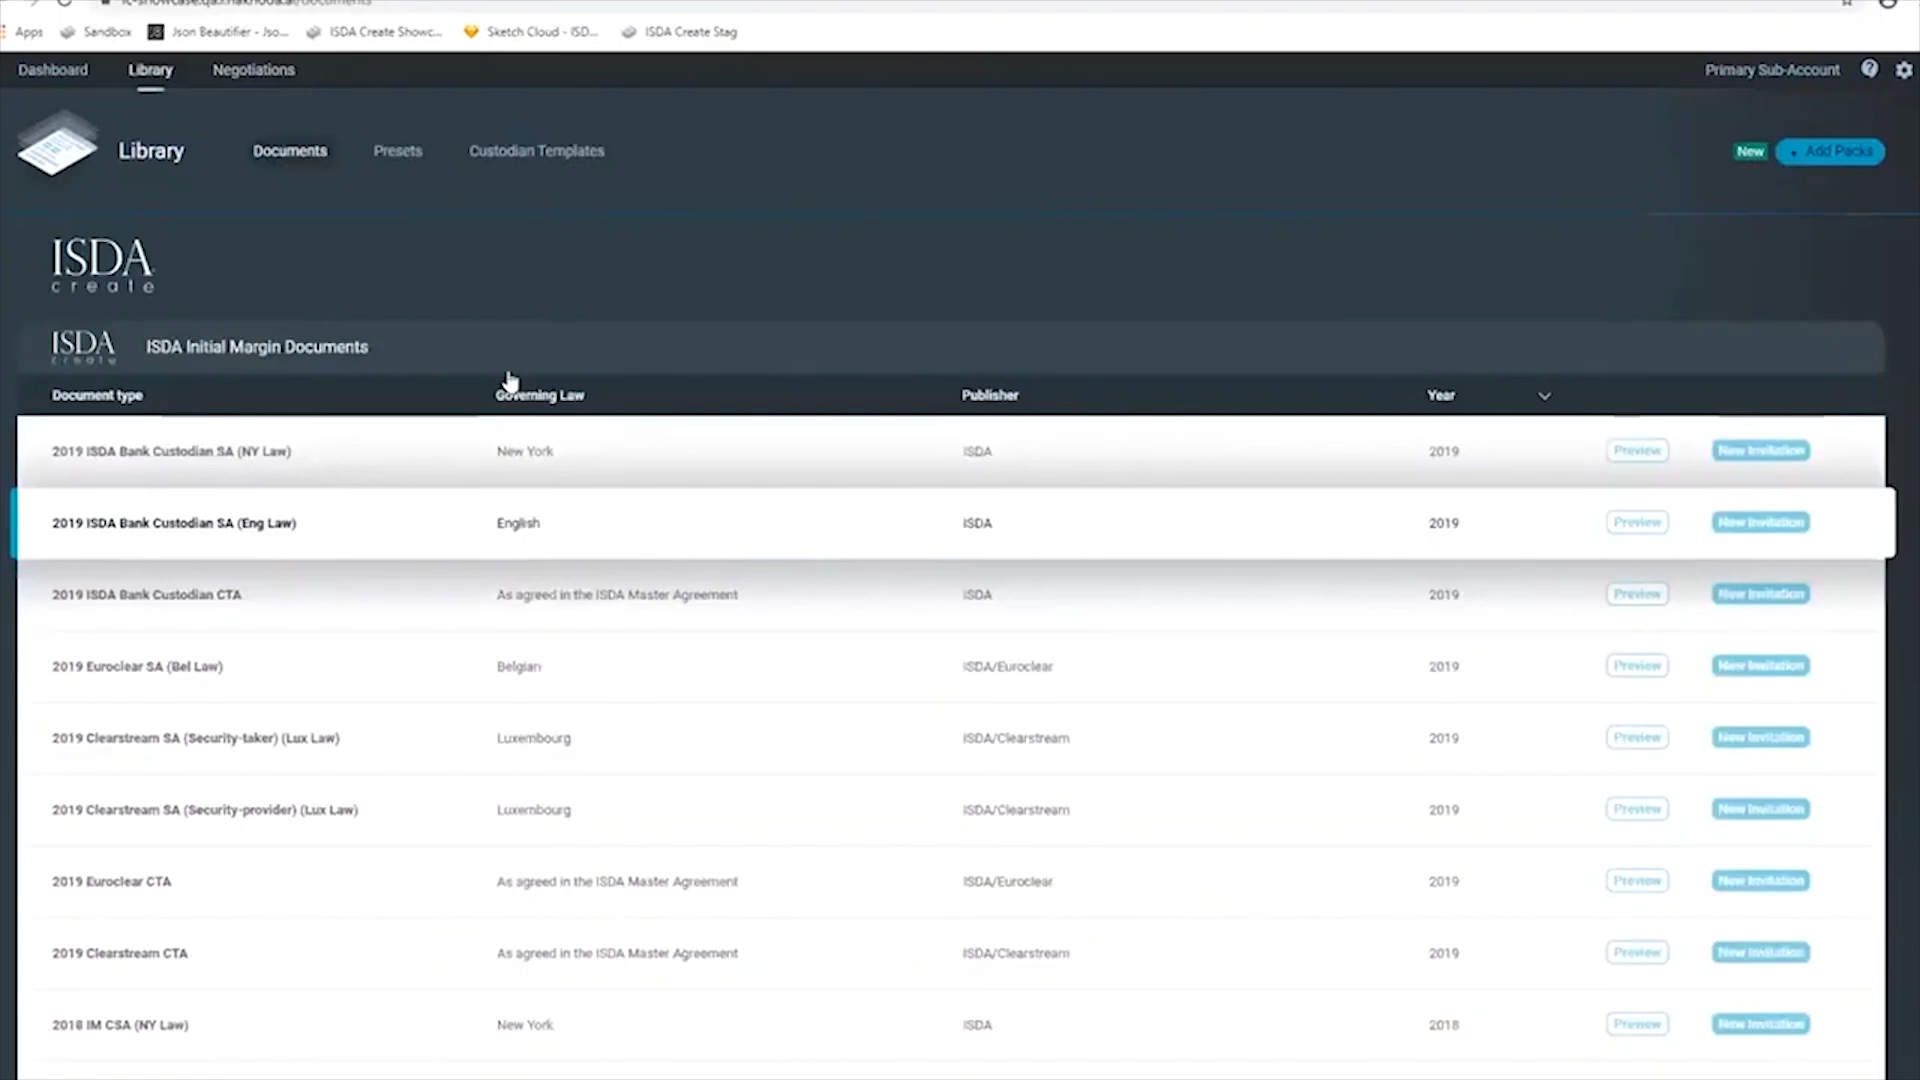 Apps Sandbox Json Beautifier - Jso... ISDA Create Showc... Sketch Cloud - ISD... ISDA Create Stag
Dashboard Library Negotiations Primary Sub-Account
Library Documents Presets Custodian Templates New + Add Packs
ISDA
create
ISDA create ISDA Initial Margin Documents
Document type Governing Law Publisher Year
2019 ISDA Bank Custodian SA (NY Law) New York ISDA 2019 Preview New Invitation
2019 ISDA Bank Custodian SA (Eng Law) English ISDA 2019 Preview New Invitation
2019 ISDA Bank Custodian CTA As agreed in the ISDA Master Agreement ISDA 2019 Preview New Invitation
2019 Euroclear SA (Bel Law) Belgian ISDA/Euroclear 2019 Preview New Invitation
2019 Clearstream SA (Security-taker) (Lux Law) Luxembourg ISDA/Clearstream 2019 Preview New Invitation
2019 Clearstream SA (Security-provider) (Lux Law) Luxembourg ISDA/Clearstream 2019 Preview New Invitation
2019 Euroclear CTA As agreed in the ISDA Master Agreement ISDA/Euroclear 2019 Preview New Invitation
2019 Clearstream CTA As agreed in the ISDA Master Agreement ISDA/Clearstream 2019 Preview New Invitation
2018 IM CSA (NY Law) New York ISDA 2018 Preview New Invitation